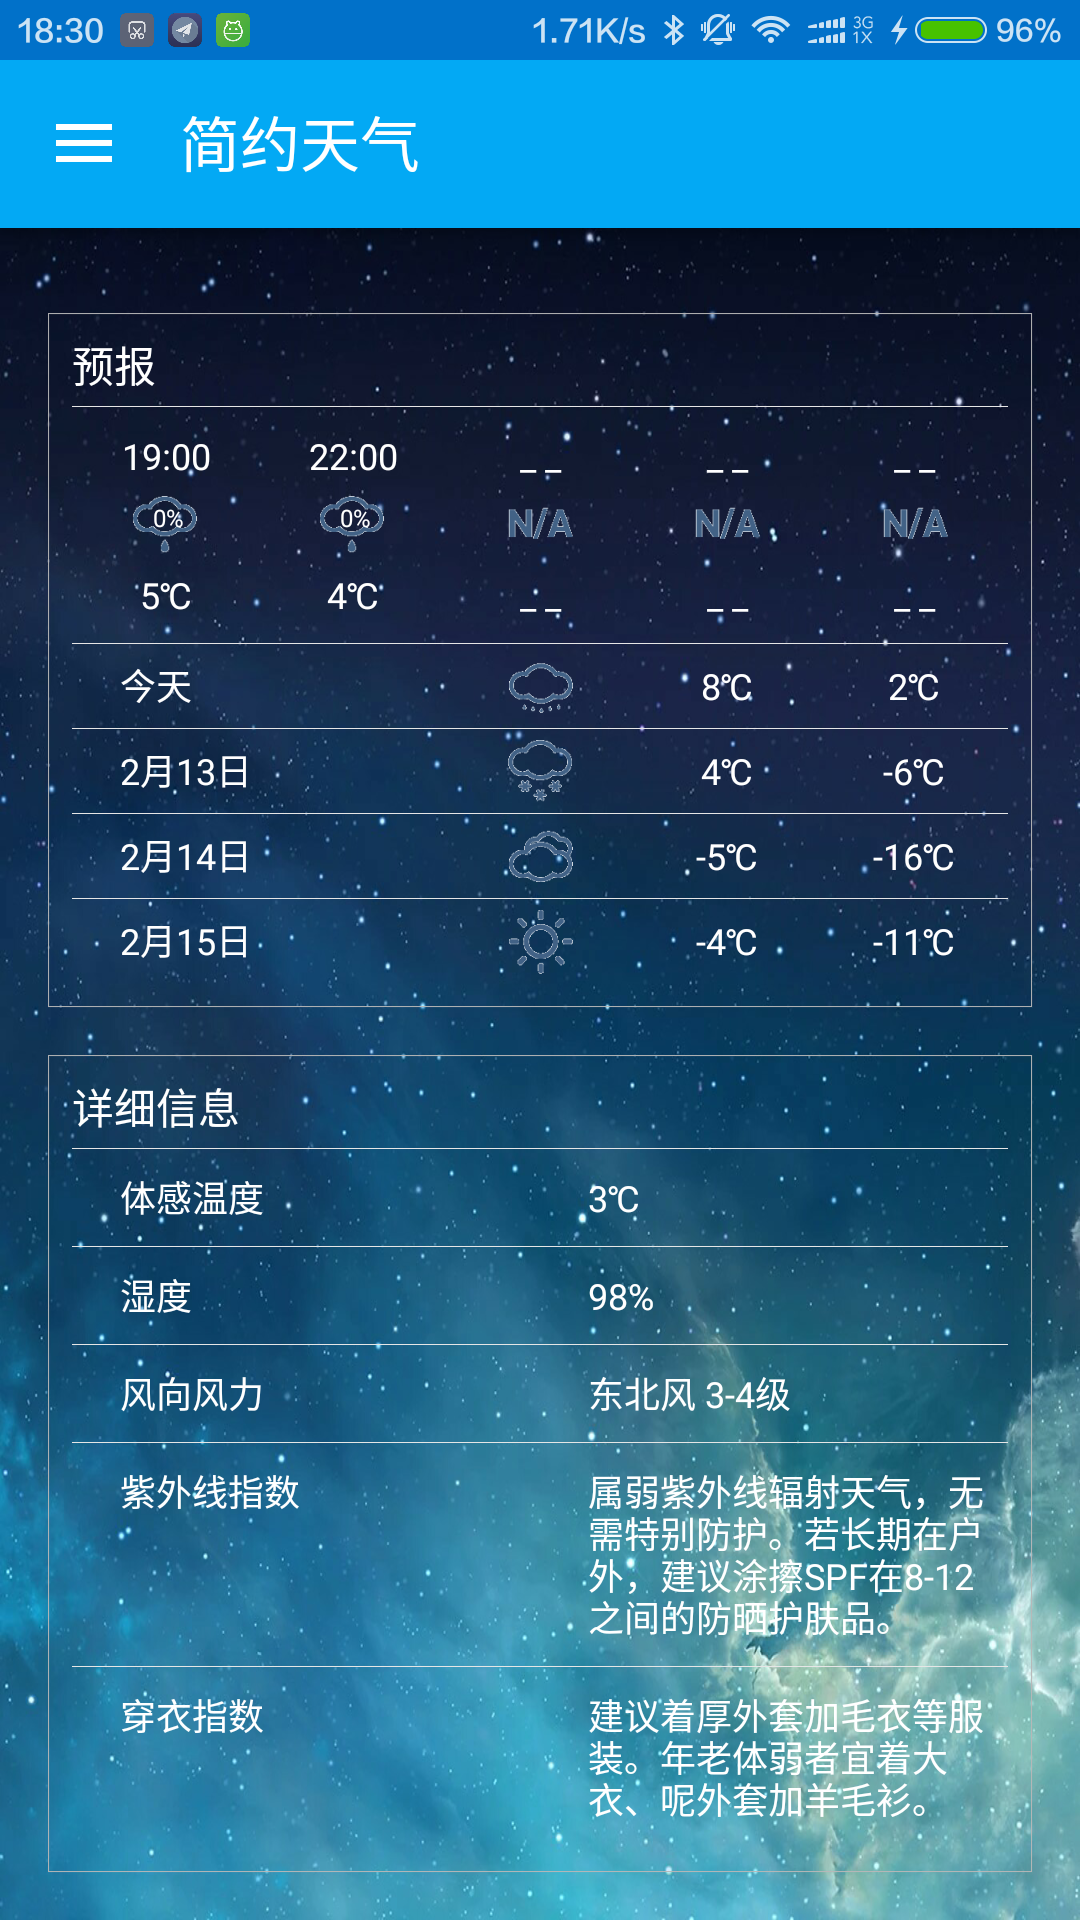 18:30 1.71K/s 3G 1X 96%
简约天气
预报
19:00 22:00 -- -- --
0% 0% N/A N/A N/A
5℃ 4℃ -- -- --
今天 8℃ 2℃
2月13日 4℃ -6℃
2月14日 -5℃ -16℃
2月15日 -4℃ -11℃
详细信息
体感温度 3℃
湿度 98%
风向风力 东北风 3-4级
紫外线指数 属弱紫外线辐射天气，无
需特别防护。若长期在户
外，建议涂擦SPF在8-12
之间的防晒护肤品。
穿衣指数 建议着厚外套加毛衣等服
装。年老体弱者宜着大
衣、呢外套加羊毛衫。